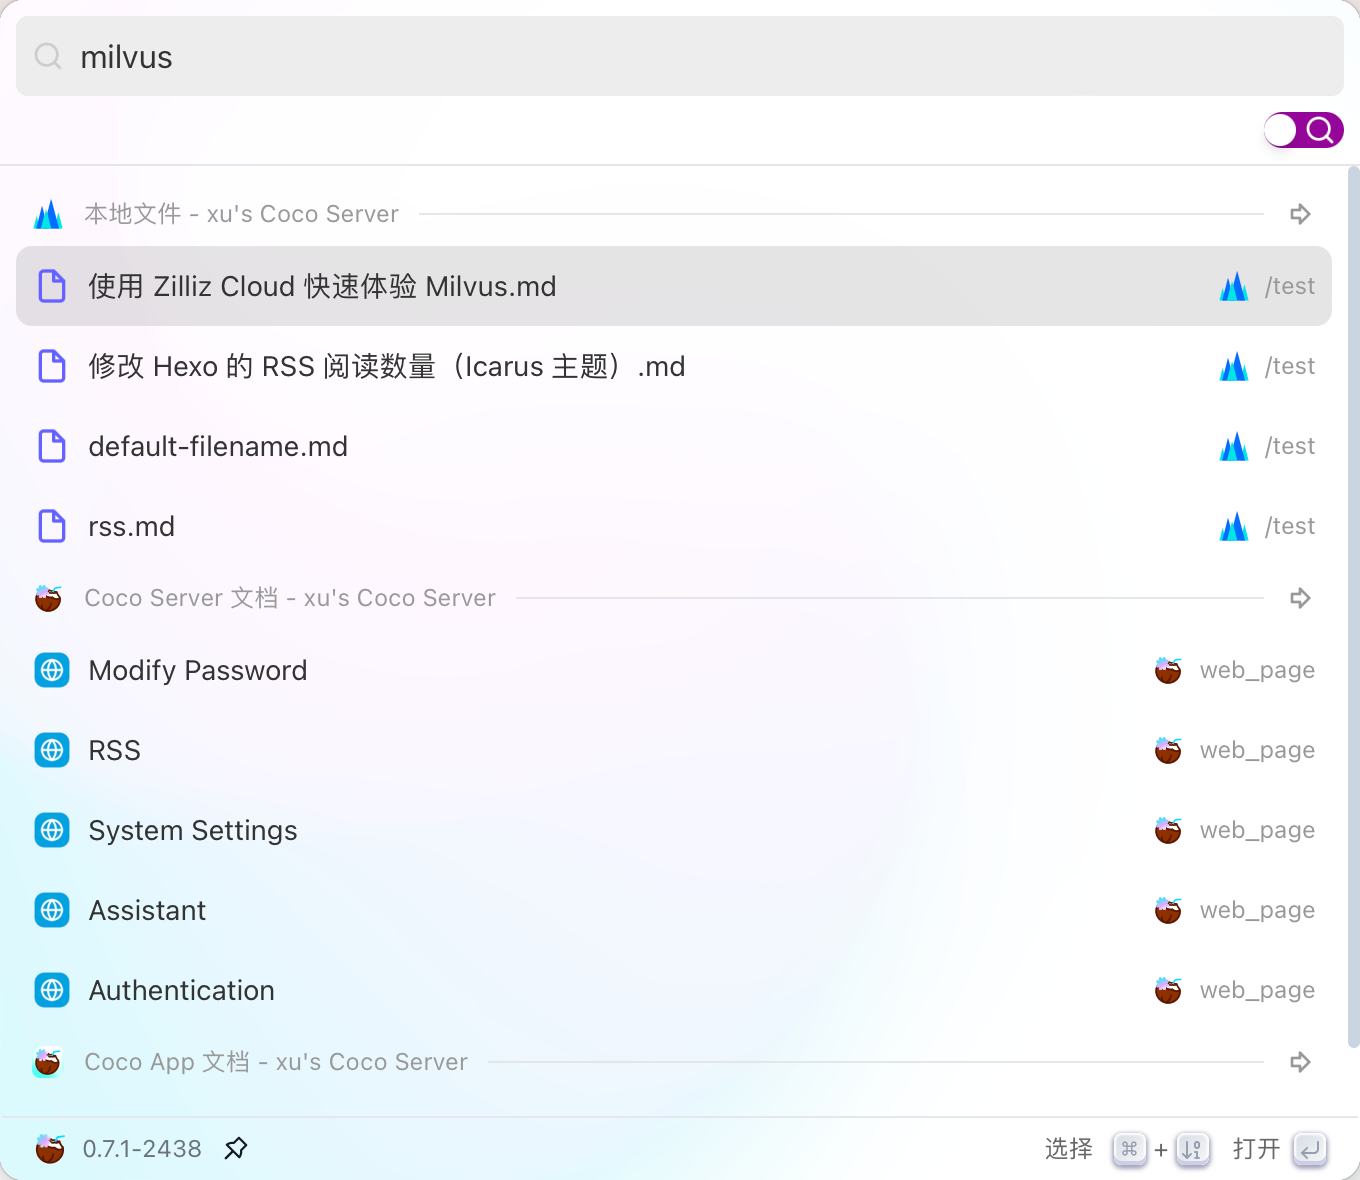 milvus
本地文件 - xu's Coco Server
使用 Zilliz Cloud 快速体验 Milvus.md /test
修改 Hexo 的 RSS 阅读数量（Icarus 主题）.md /test
default-filename.md /test
rss.md /test
Coco Server 文档 - xu's Coco Server
Modify Password web_page
RSS web_page
System Settings web_page
Assistant web_page
Authentication web_page
Coco App 文档 - xu's Coco Server
0.7.1-2438 选择 ⌘ + 打开